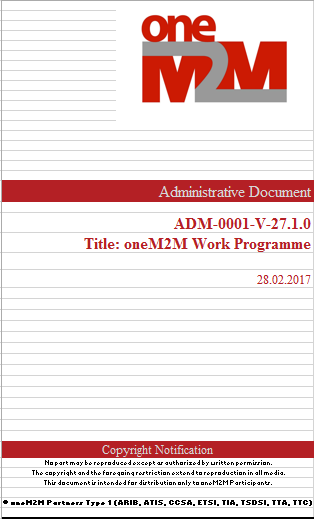 one
M2M
Administrative Document
ADM-0001-V-27.1.0
Title: oneM2M Work Programme
28.02.2017
Copyright Notification
No part may be reproduced except as authorized by written permission.
The copyright and the foregoing restriction extend to reproduction in all media.
This document is intended for distribution only to oneM2M Participants.
© oneM2M Partners Type 1 (ARIB, ATIS, CCSA, ETSI, TIA, TSDSI, TTA, TTC)